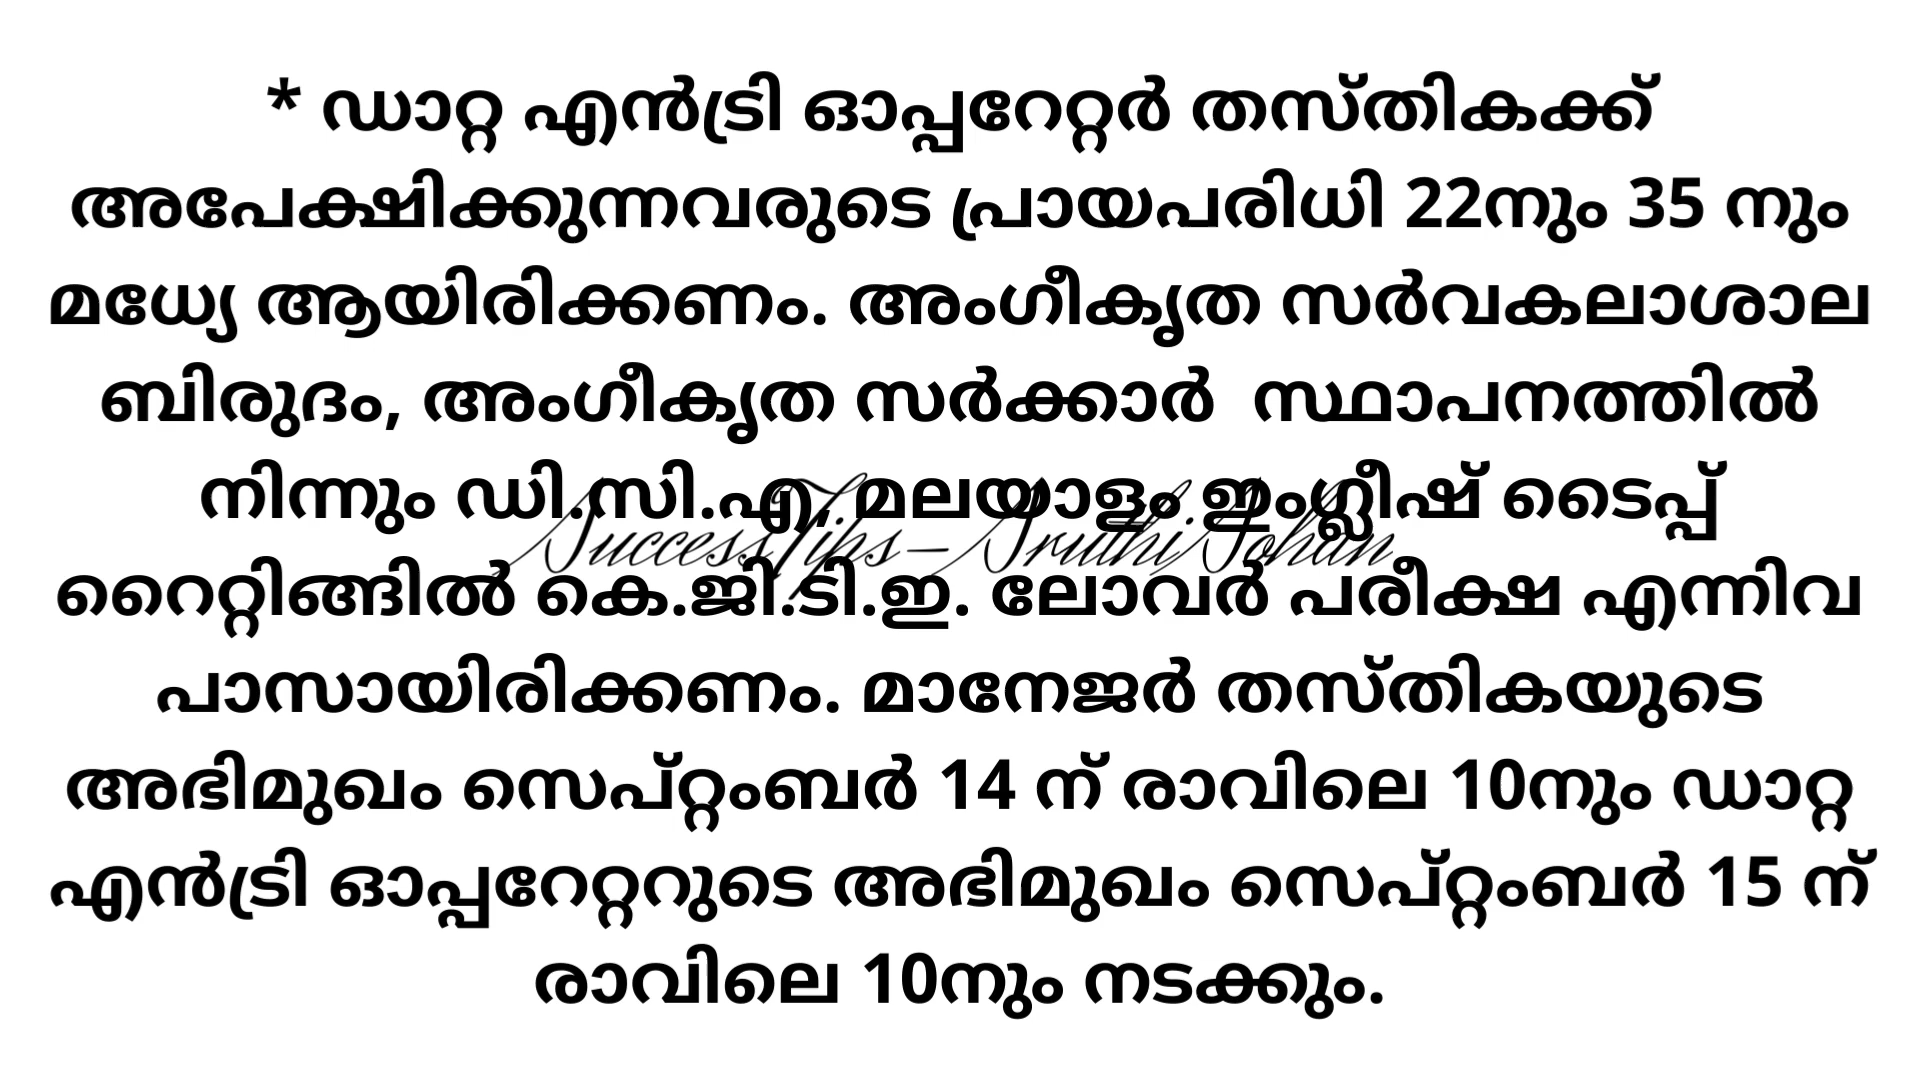 * ഡാറ്റ എൻട്രി ഓപ്പറേറ്റർ തസ്തികക്ക്
അപേക്ഷിക്കുന്നവരുടെ പ്രായപരിധി 22നും 35 നും
മധ്യേ ആയിരിക്കണം. അംഗീകൃത സർവകലാശാല
ബിരുദം, അംഗീകൃത സർക്കാർ സ്ഥാപനത്തിൽ
നിന്നും ഡി.സി.എ, മലയാളം ഇംഗ്ലീഷ് ടൈപ്പ്
SuccessTips-SruthiJohan
റൈറ്റിങ്ങിൽ കെ.ജി.ടി.ഇ. ലോവർ പരീക്ഷ എന്നിവ
പാസായിരിക്കണം. മാനേജർ തസ്തികയുടെ
അഭിമുഖം സെപ്റ്റംബർ 14 ന് രാവിലെ 10നും ഡാറ്റ
എൻട്രി ഓപ്പറേറ്ററുടെ അഭിമുഖം സെപ്റ്റംബർ 15 ന്
രാവിലെ 10നും നടക്കും.